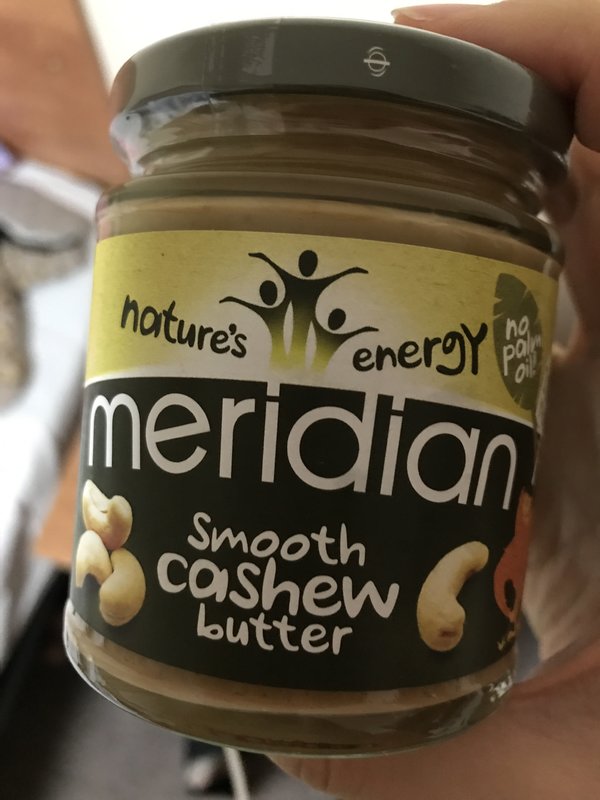 nature's energy
no
palm
oil
meridian
Smooth
cashew
butter